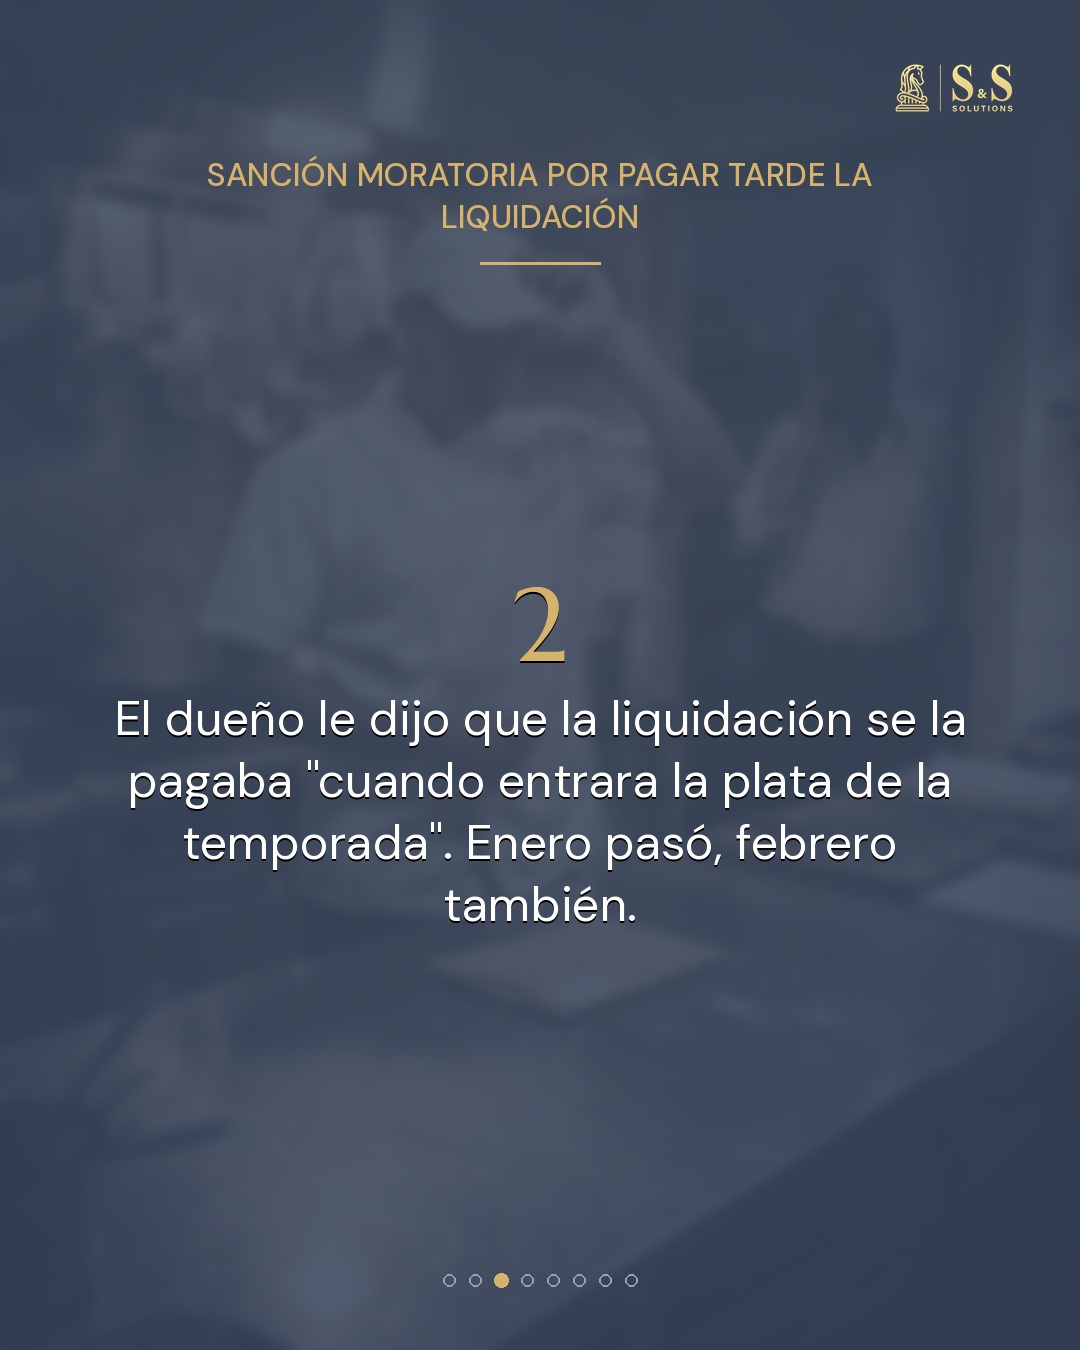 S&S
SOLUTIONS
SANCIÓN MORATORIA POR PAGAR TARDE LA
LIQUIDACIÓN
2
El dueño le dijo que la liquidación se la
pagaba "cuando entrara la plata de la
temporada". Enero pasó, febrero
también.